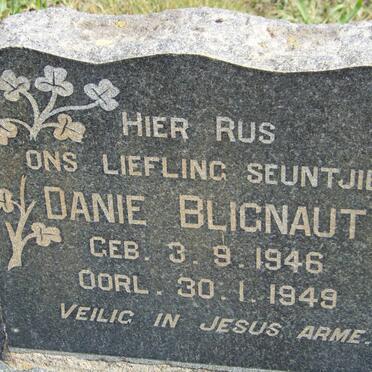 HIER RUS
ONS LIEFLING SEUNTJIE
DANIE BLIGNAUT
GEB. 3.9.1946
OORL. 30.1.1949
VEILIG IN JESUS ARME.